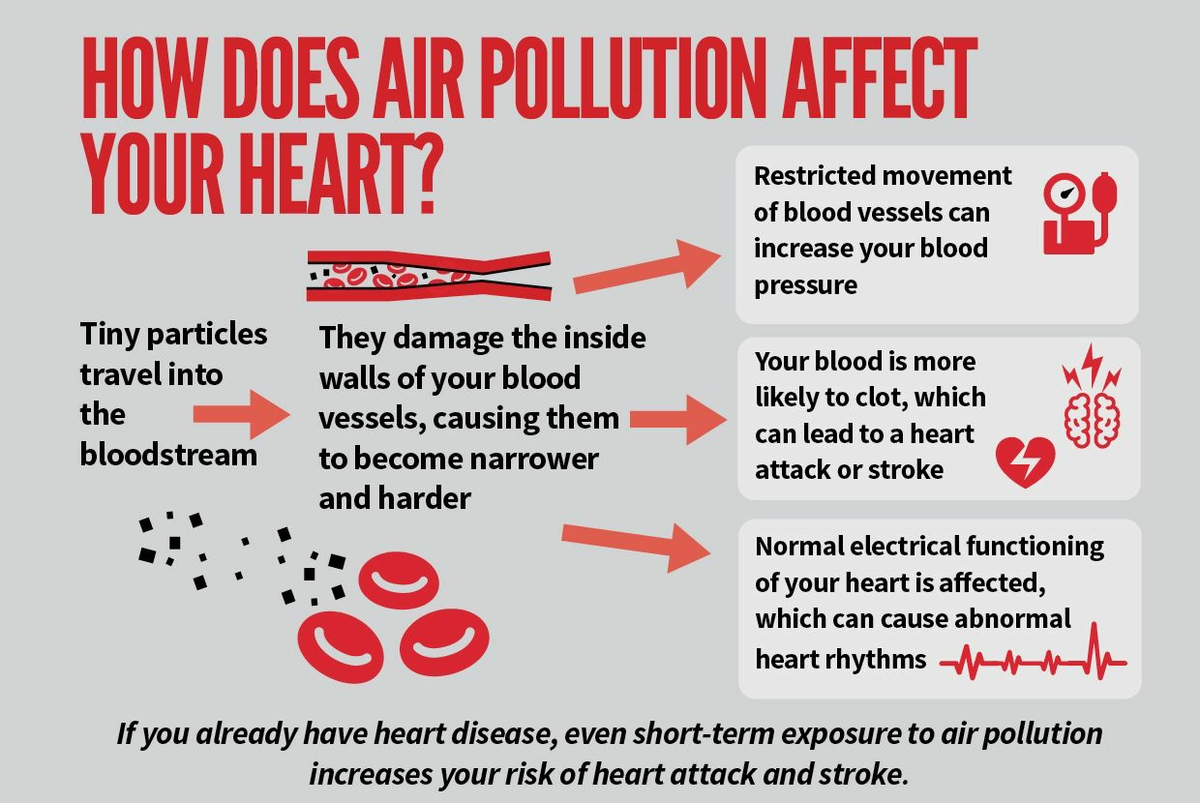 HOW DOES AIR POLLUTION AFFECT
YOUR HEART?
Tiny particles
travel into
the
bloodstream
They damage the inside
walls of your blood
vessels, causing them
to become narrower
and harder
Restricted movement
of blood vessels can
increase your blood
pressure
Your blood is more
likely to clot, which
can lead to a heart
attack or stroke
Normal electrical functioning
of your heart is affected,
which can cause abnormal
heart rhythms
If you already have heart disease, even short-term exposure to air pollution
increases your risk of heart attack and stroke.